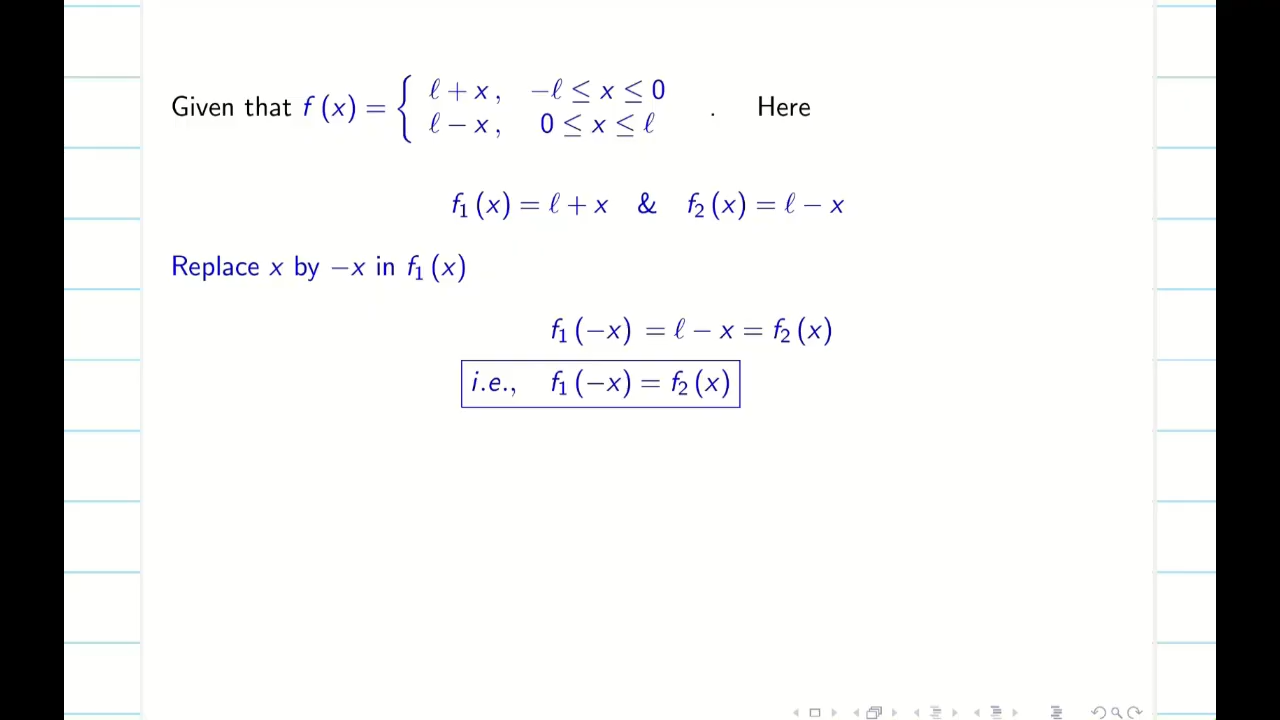 Given that f (x) = { ℓ + x , −ℓ ≤ x ≤ 0
ℓ − x , 0 ≤ x ≤ ℓ . Here
f₁ (x) = ℓ + x & f₂ (x) = ℓ − x
Replace x by −x in f₁ (x)
f₁ (−x) = ℓ − x = f₂ (x)
i.e., f₁ (−x) = f₂ (x)